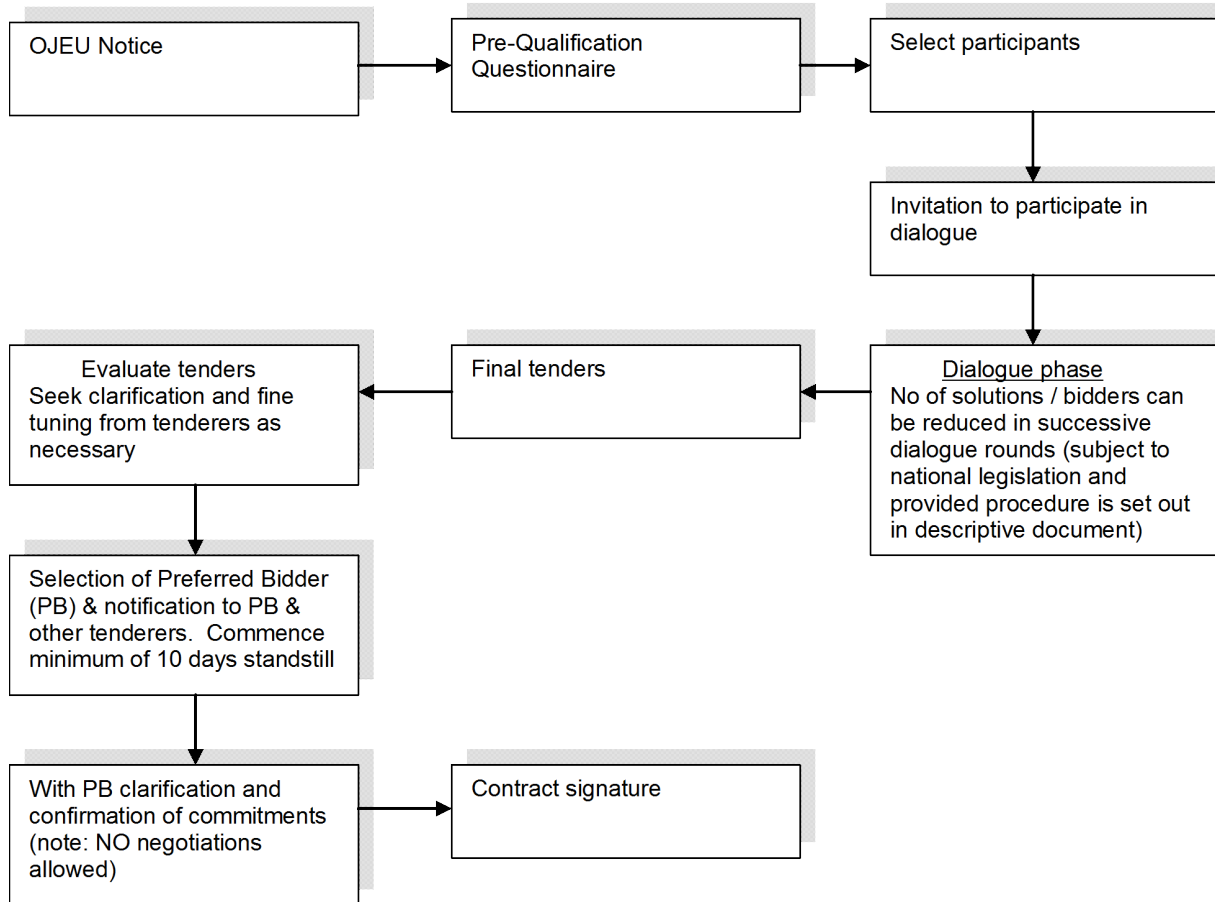 OJEU Notice
Pre-Qualification
Questionnaire
Select participants
Invitation to participate in
dialogue
Dialogue phase
No of solutions / bidders can
be reduced in successive
dialogue rounds (subject to
national legislation and
provided procedure is set out
in descriptive document)
Final tenders
Evaluate tenders
Seek clarification and fine
tuning from tenderers as
necessary
Selection of Preferred Bidder
(PB) & notification to PB &
other tenderers.  Commence
minimum of 10 days standstill
With PB clarification and
confirmation of commitments
(note: NO negotiations
allowed)
Contract signature